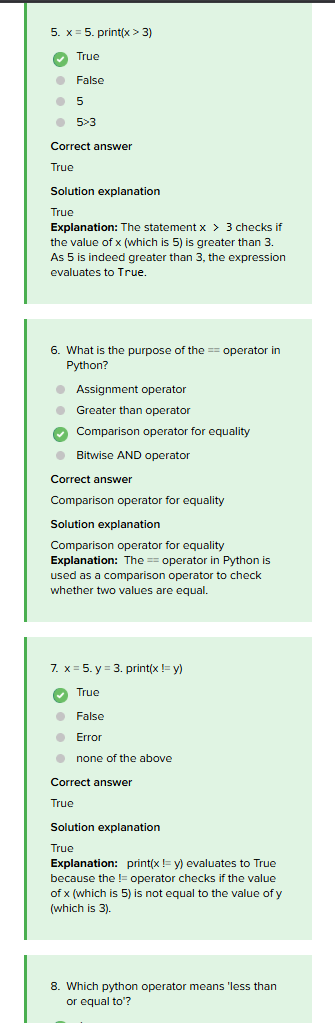 5. x = 5. print(x > 3)
True
False
5
5>3
Correct answer
True
Solution explanation
True
Explanation: The statement x > 3 checks if
the value of x (which is 5) is greater than 3.
As 5 is indeed greater than 3, the expression
evaluates to True.
6. What is the purpose of the == operator in
Python?
Assignment operator
Greater than operator
Comparison operator for equality
Bitwise AND operator
Correct answer
Comparison operator for equality
Solution explanation
Comparison operator for equality
Explanation: The == operator in Python is
used as a comparison operator to check
whether two values are equal.
7. x = 5. y = 3. print(x != y)
True
False
Error
none of the above
Correct answer
True
Solution explanation
True
Explanation: print(x != y) evaluates to True
because the != operator checks if the value
of x (which is 5) is not equal to the value of y
(which is 3).
8. Which python operator means 'less than
or equal to'?